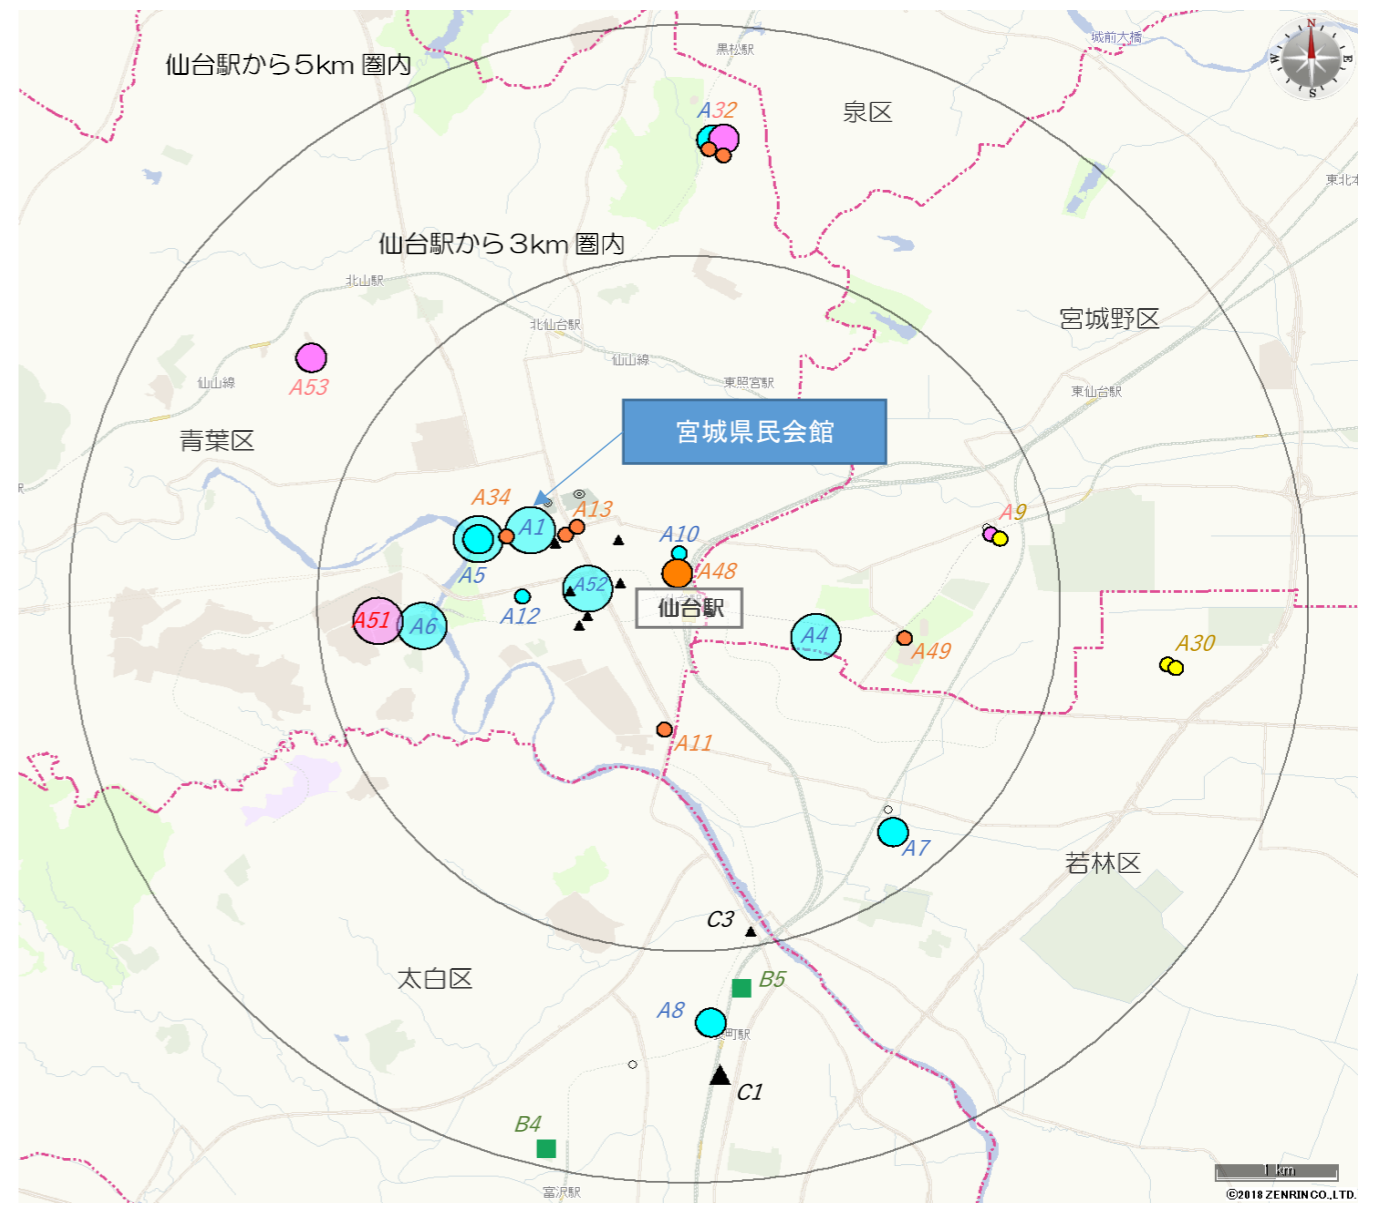 城前大橋
N
W
E
S
黒松駅
仙台駅から5km 圏内
A32
泉区
東北本
仙台駅から3km 圏内
北山駅
北仙台駅
宮城野区
仙山線
仙山線
東照宮駅
東仙台駅
A53
宮城県民会館
青葉区
A34
A13
A1
A9
A10
A5
A52
A48
A12
仙台駅
A51
A6
A4
A49
A30
A11
A7
若林区
C3
太白区
B5
A8
町駅
C1
B4
富沢駅
1 km
©2018 ZENRIN CO., LTD.